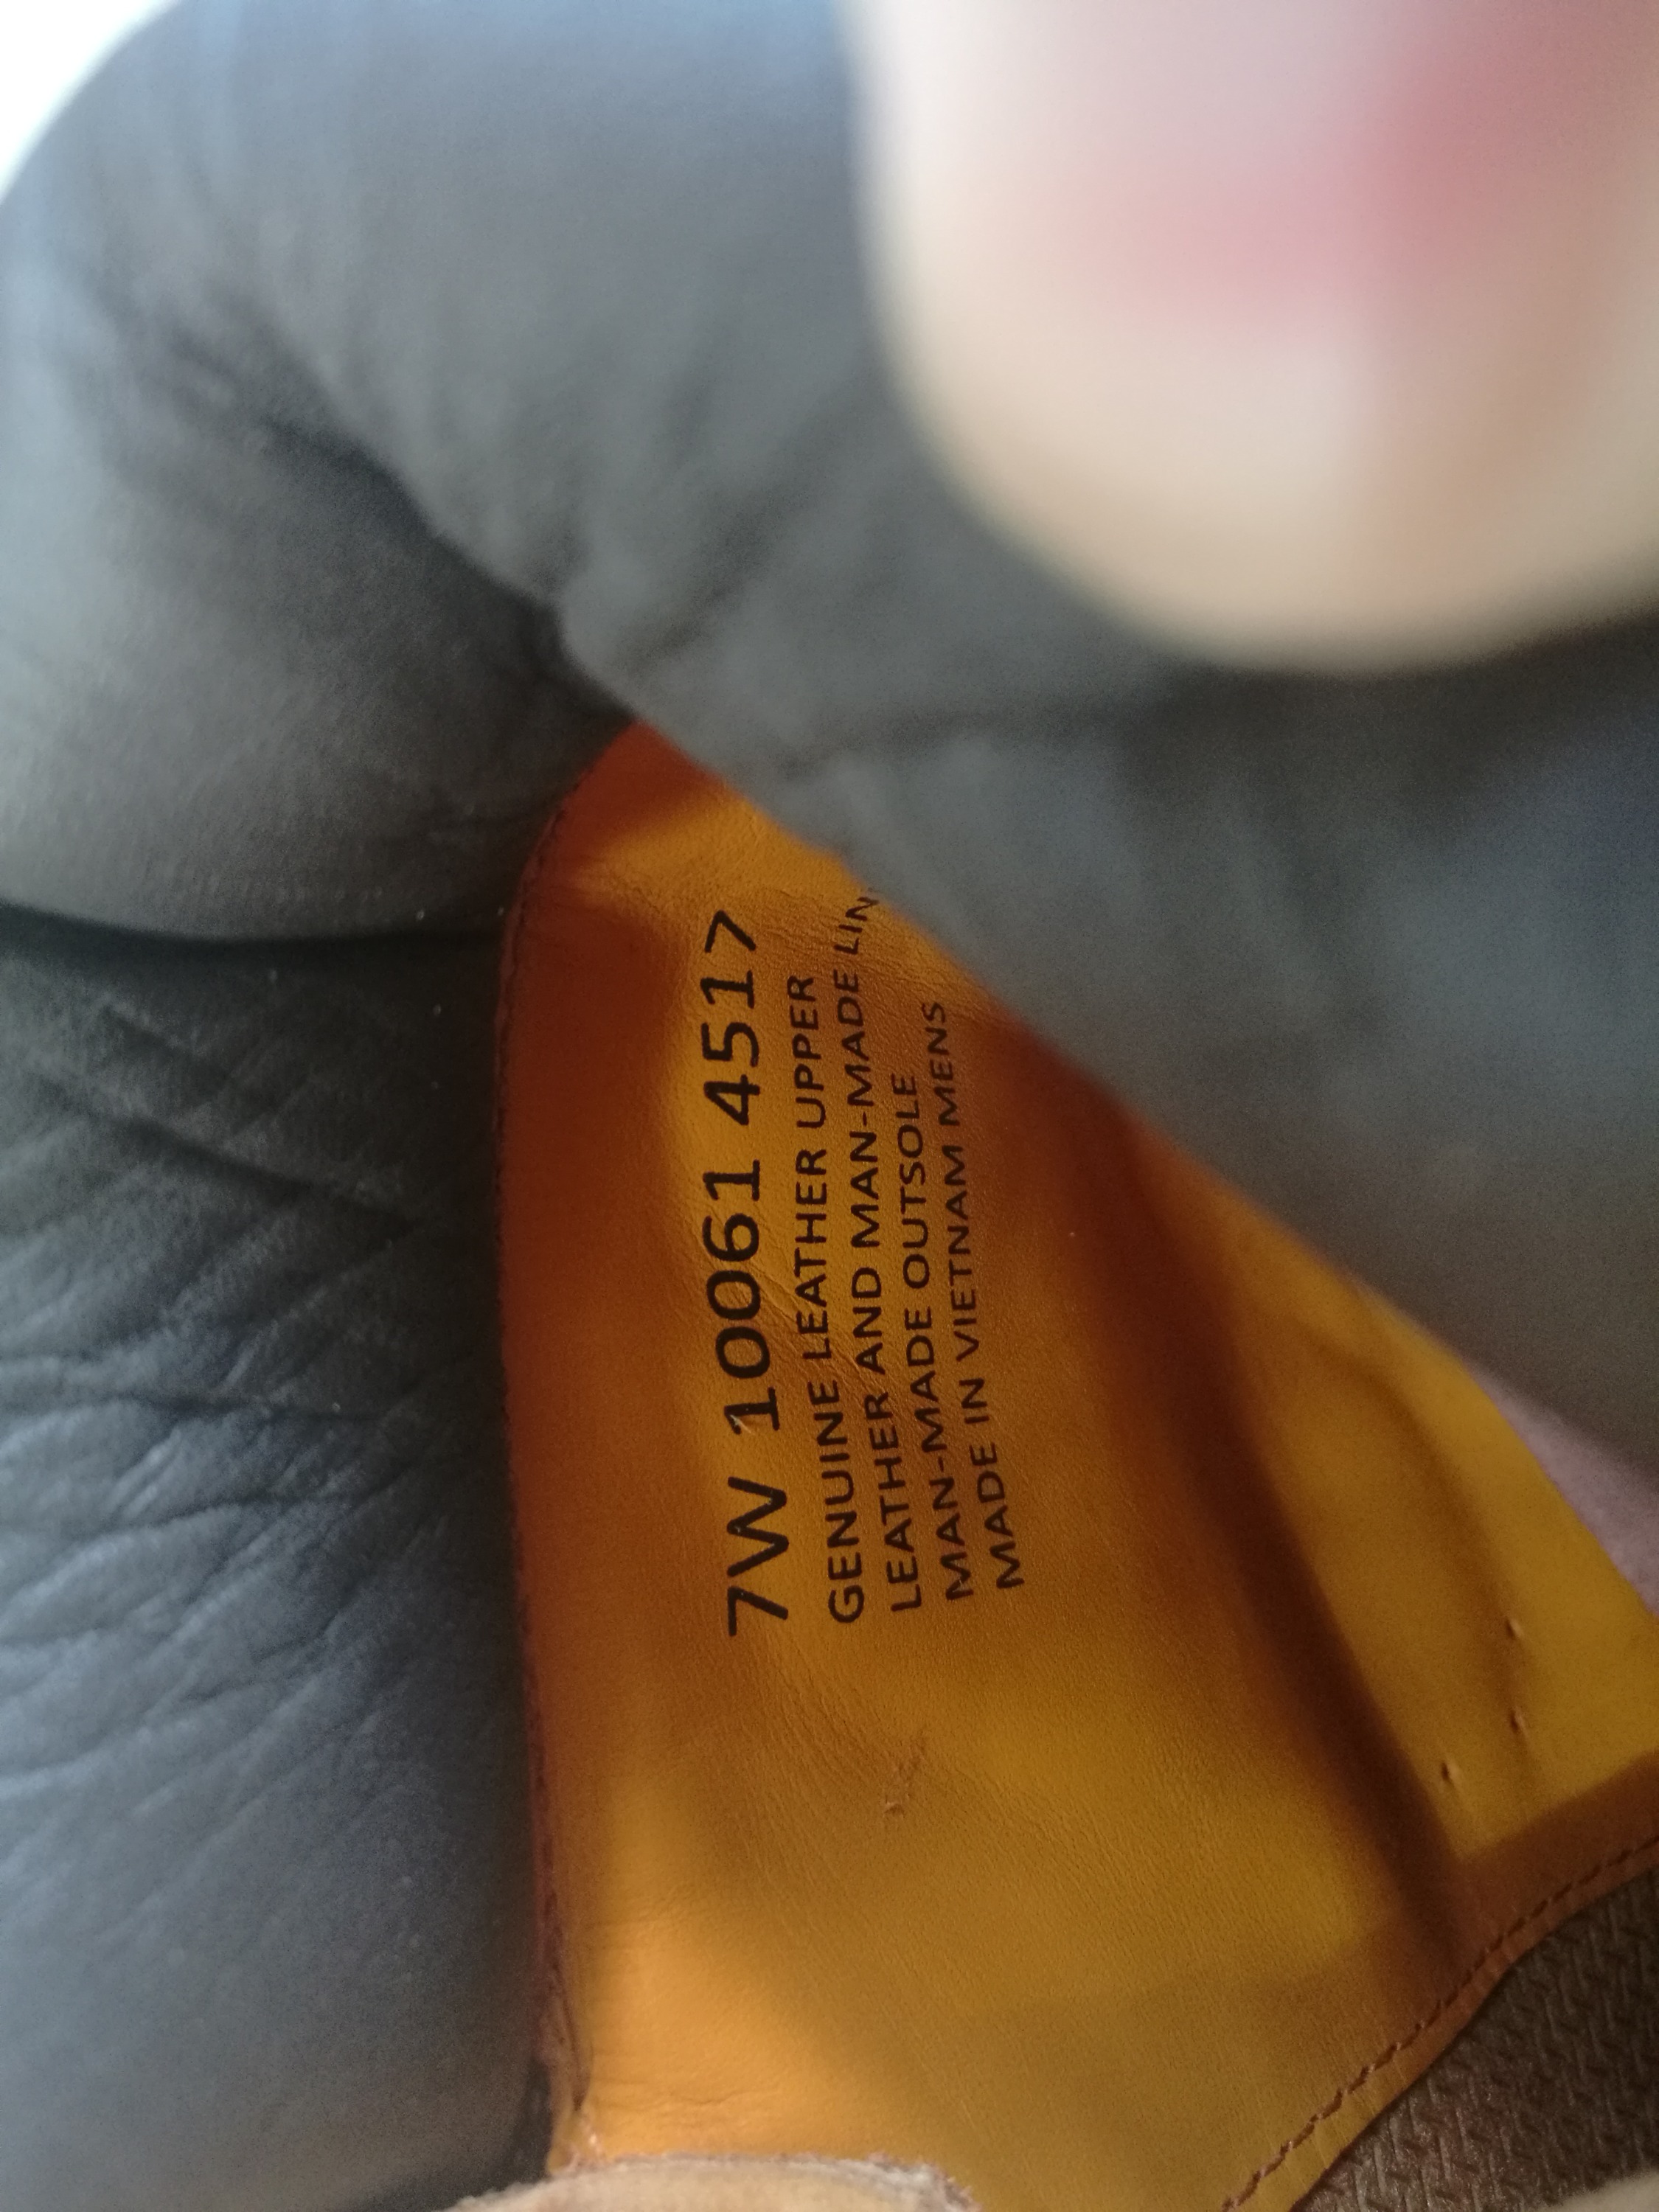 7W 10061 4517
GENUINE LEATHER UPPER
LEATHER AND MAN-MADE
MAN-MADE OUTSOLE
MADE IN VIETNAM MENS